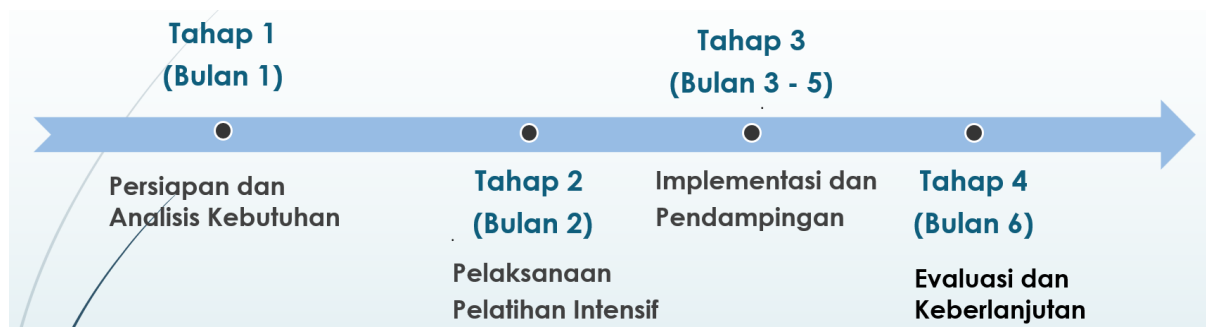 Tahap 1
(Bulan 1)
Persiapan dan
Analisis Kebutuhan
Tahap 2
(Bulan 2)
Pelaksanaan
Pelatihan Intensif
Tahap 3
(Bulan 3 - 5)
Implementasi dan
Pendampingan
Tahap 4
(Bulan 6)
Evaluasi dan
Keberlanjutan